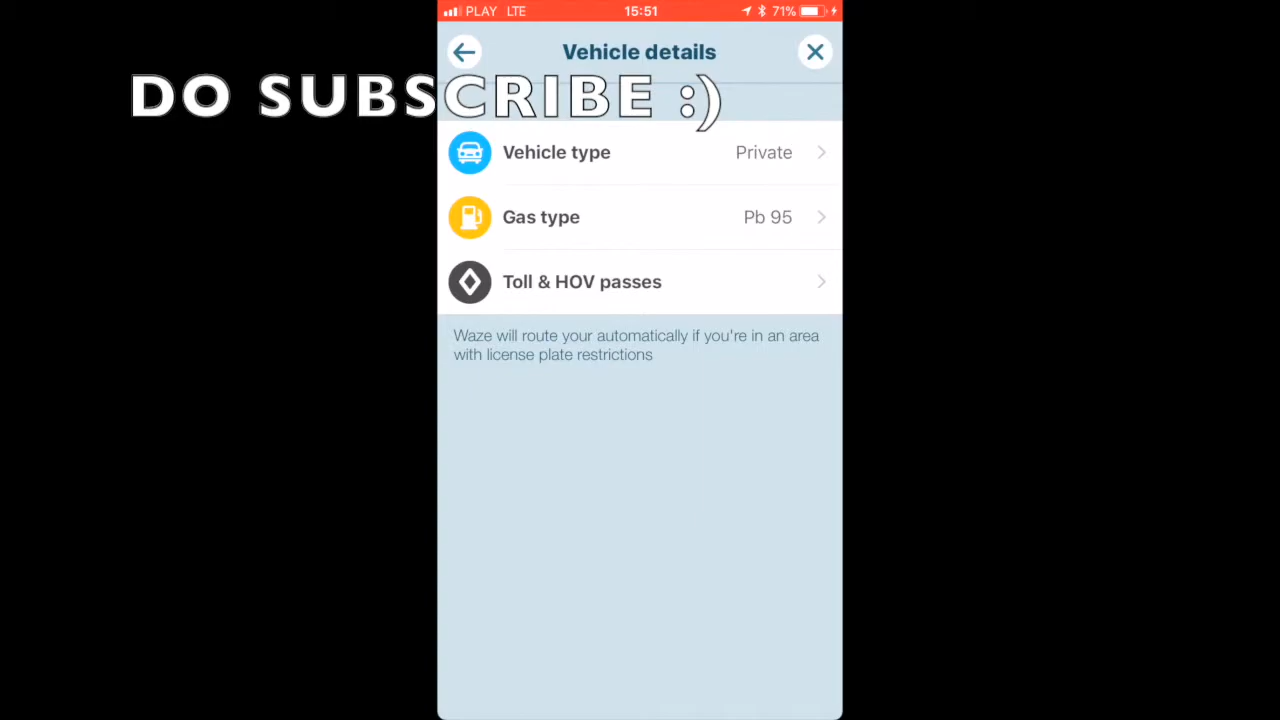 PLAY LTE 15:51 71%
Vehicle details
DO SUBSCRIBE :)
Vehicle type Private
Gas type Pb 95
Toll & HOV passes
Waze will route your automatically if you're in an area
with license plate restrictions